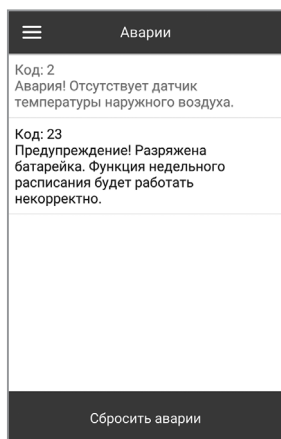 Аварии
Код: 2
Авария! Отсутствует датчик
температуры наружного воздуха.
Код: 23
Предупреждение! Разряжена
батарейка. Функция недельного
расписания будет работать
некорректно.
Сбросить аварии